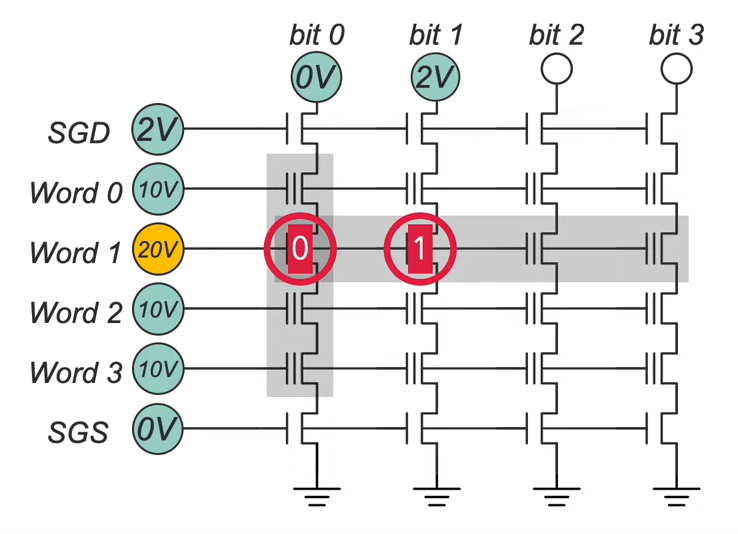 bit 0 bit 1 bit 2 bit 3
0V 2V
SGD 2V
Word 0 10V
Word 1 20V 0 1
Word 2 10V
Word 3 10V
SGS 0V